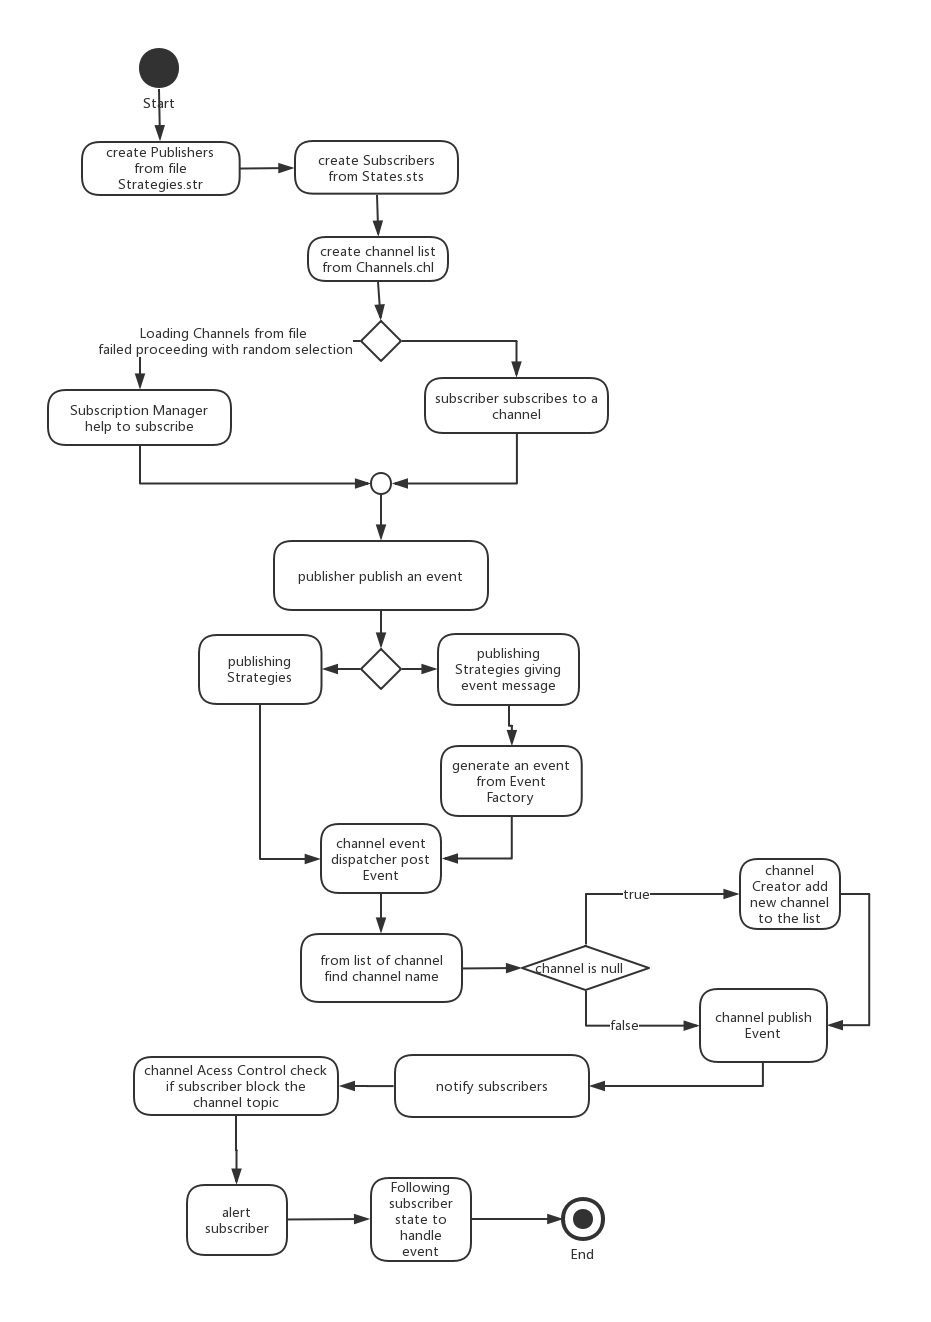 Start
create Publishers
from file
Strategies.str
create Subscribers
from States.sts
create channel list
from Channels.chl
Loading Channels from file
failed proceeding with random selection
Subscription Manager
help to subscribe
subscriber subscribes to a
channel
publisher publish an event
publishing
Strategies
publishing
Strategies giving
event message
generate an event
from Event
Factory
channel event
dispatcher post
Event
from list of channel
find channel name
channel is null
true
channel
Creator add
new channel
to the list
false
channel publish
Event
notify subscribers
channel Acess Control check
if subscriber block the
channel topic
alert
subscriber
Following
subscriber
state to
handle
event
End